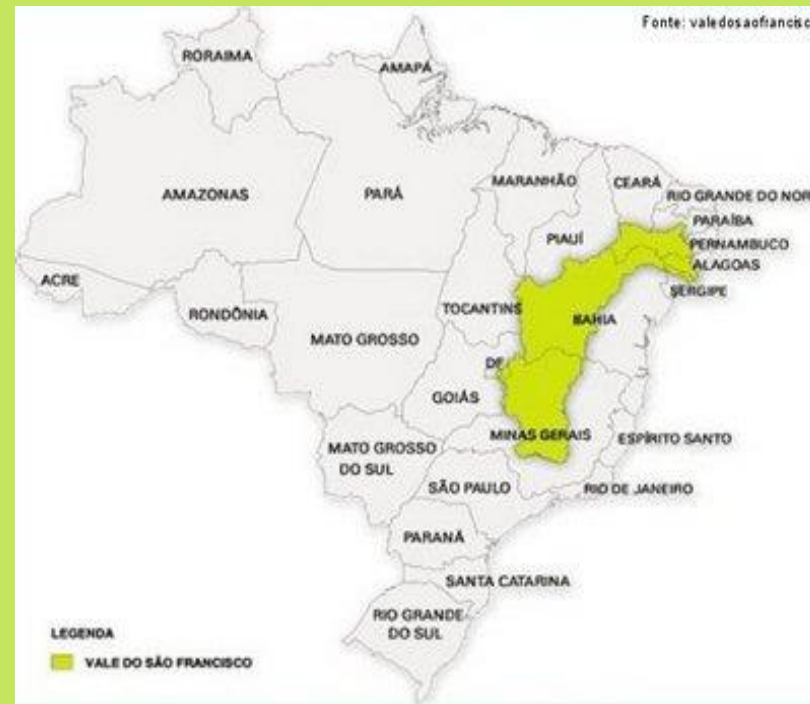 Fonte: valedosaofrancisc
RORAIMA
AMAPÁ
AMAZONAS
PARÁ
MARANHÃO
CEARÁ
RIO GRANDE DO NOR
PARAÍBA
PIAUÍ
PERNAMBUCO
ALAGOAS
ACRE
SERGIPE
RONDÔNIA
TOCANTINS
BAHIA
MATO GROSSO
DF
GOIÁS
MINAS GERAIS
ESPÍRITO SANTO
MATO GROSSO
DO SUL
SÃO PAULO
RIO DE JANEIRO
PARANÁ
SANTA CATARINA
RIO GRANDE
DO SUL
LEGENDA
VALE DO SÃO FRANCISCO